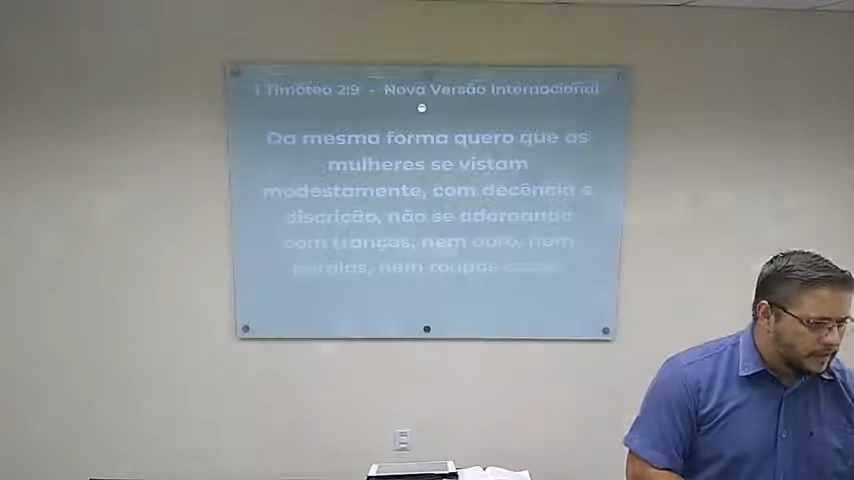 1 Timóteo 2:9 - Nova Versão Internacional
Da mesma forma quero que as
mulheres se vistam
modestamente, com decência e
discrição, não se adornando
com tranças, nem ouro, nem
pérolas, nem roupas caras,